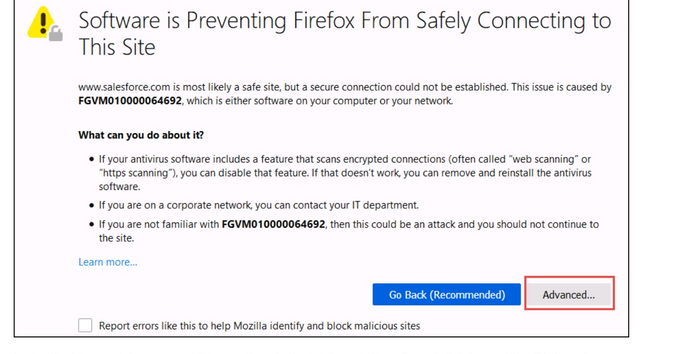 Software is Preventing Firefox From Safely Connecting to
This Site
www.salesforce.com is most likely a safe site, but a secure connection could not be established. This issue is caused by
FGVM010000064692, which is either software on your computer or your network.
What can you do about it?
• If your antivirus software includes a feature that scans encrypted connections (often called “web scanning” or
“https scanning”), you can disable that feature. If that doesn’t work, you can remove and reinstall the antivirus
software.
• If you are on a corporate network, you can contact your IT department.
• If you are not familiar with FGVM010000064692, then this could be an attack and you should not continue to
the site.
Learn more...
Go Back (Recommended) Advanced...
Report errors like this to help Mozilla identify and block malicious sites